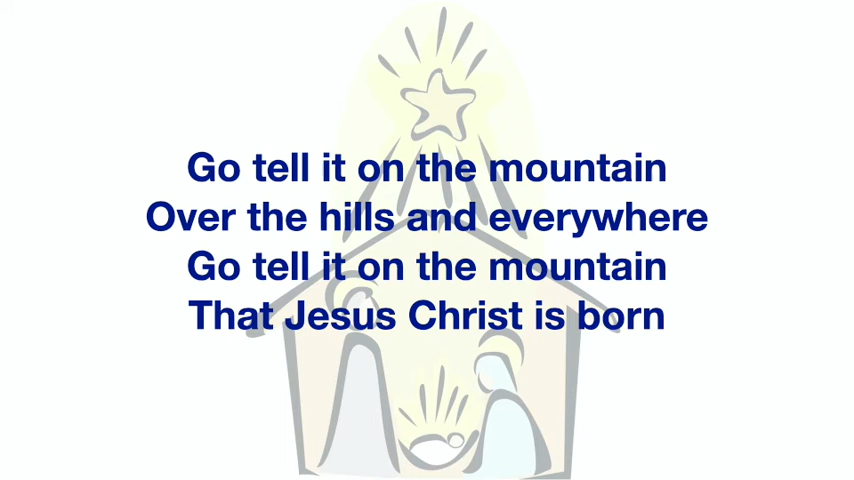 Go tell it on the mountain
Over the hills and everywhere
Go tell it on the mountain
That Jesus Christ is born